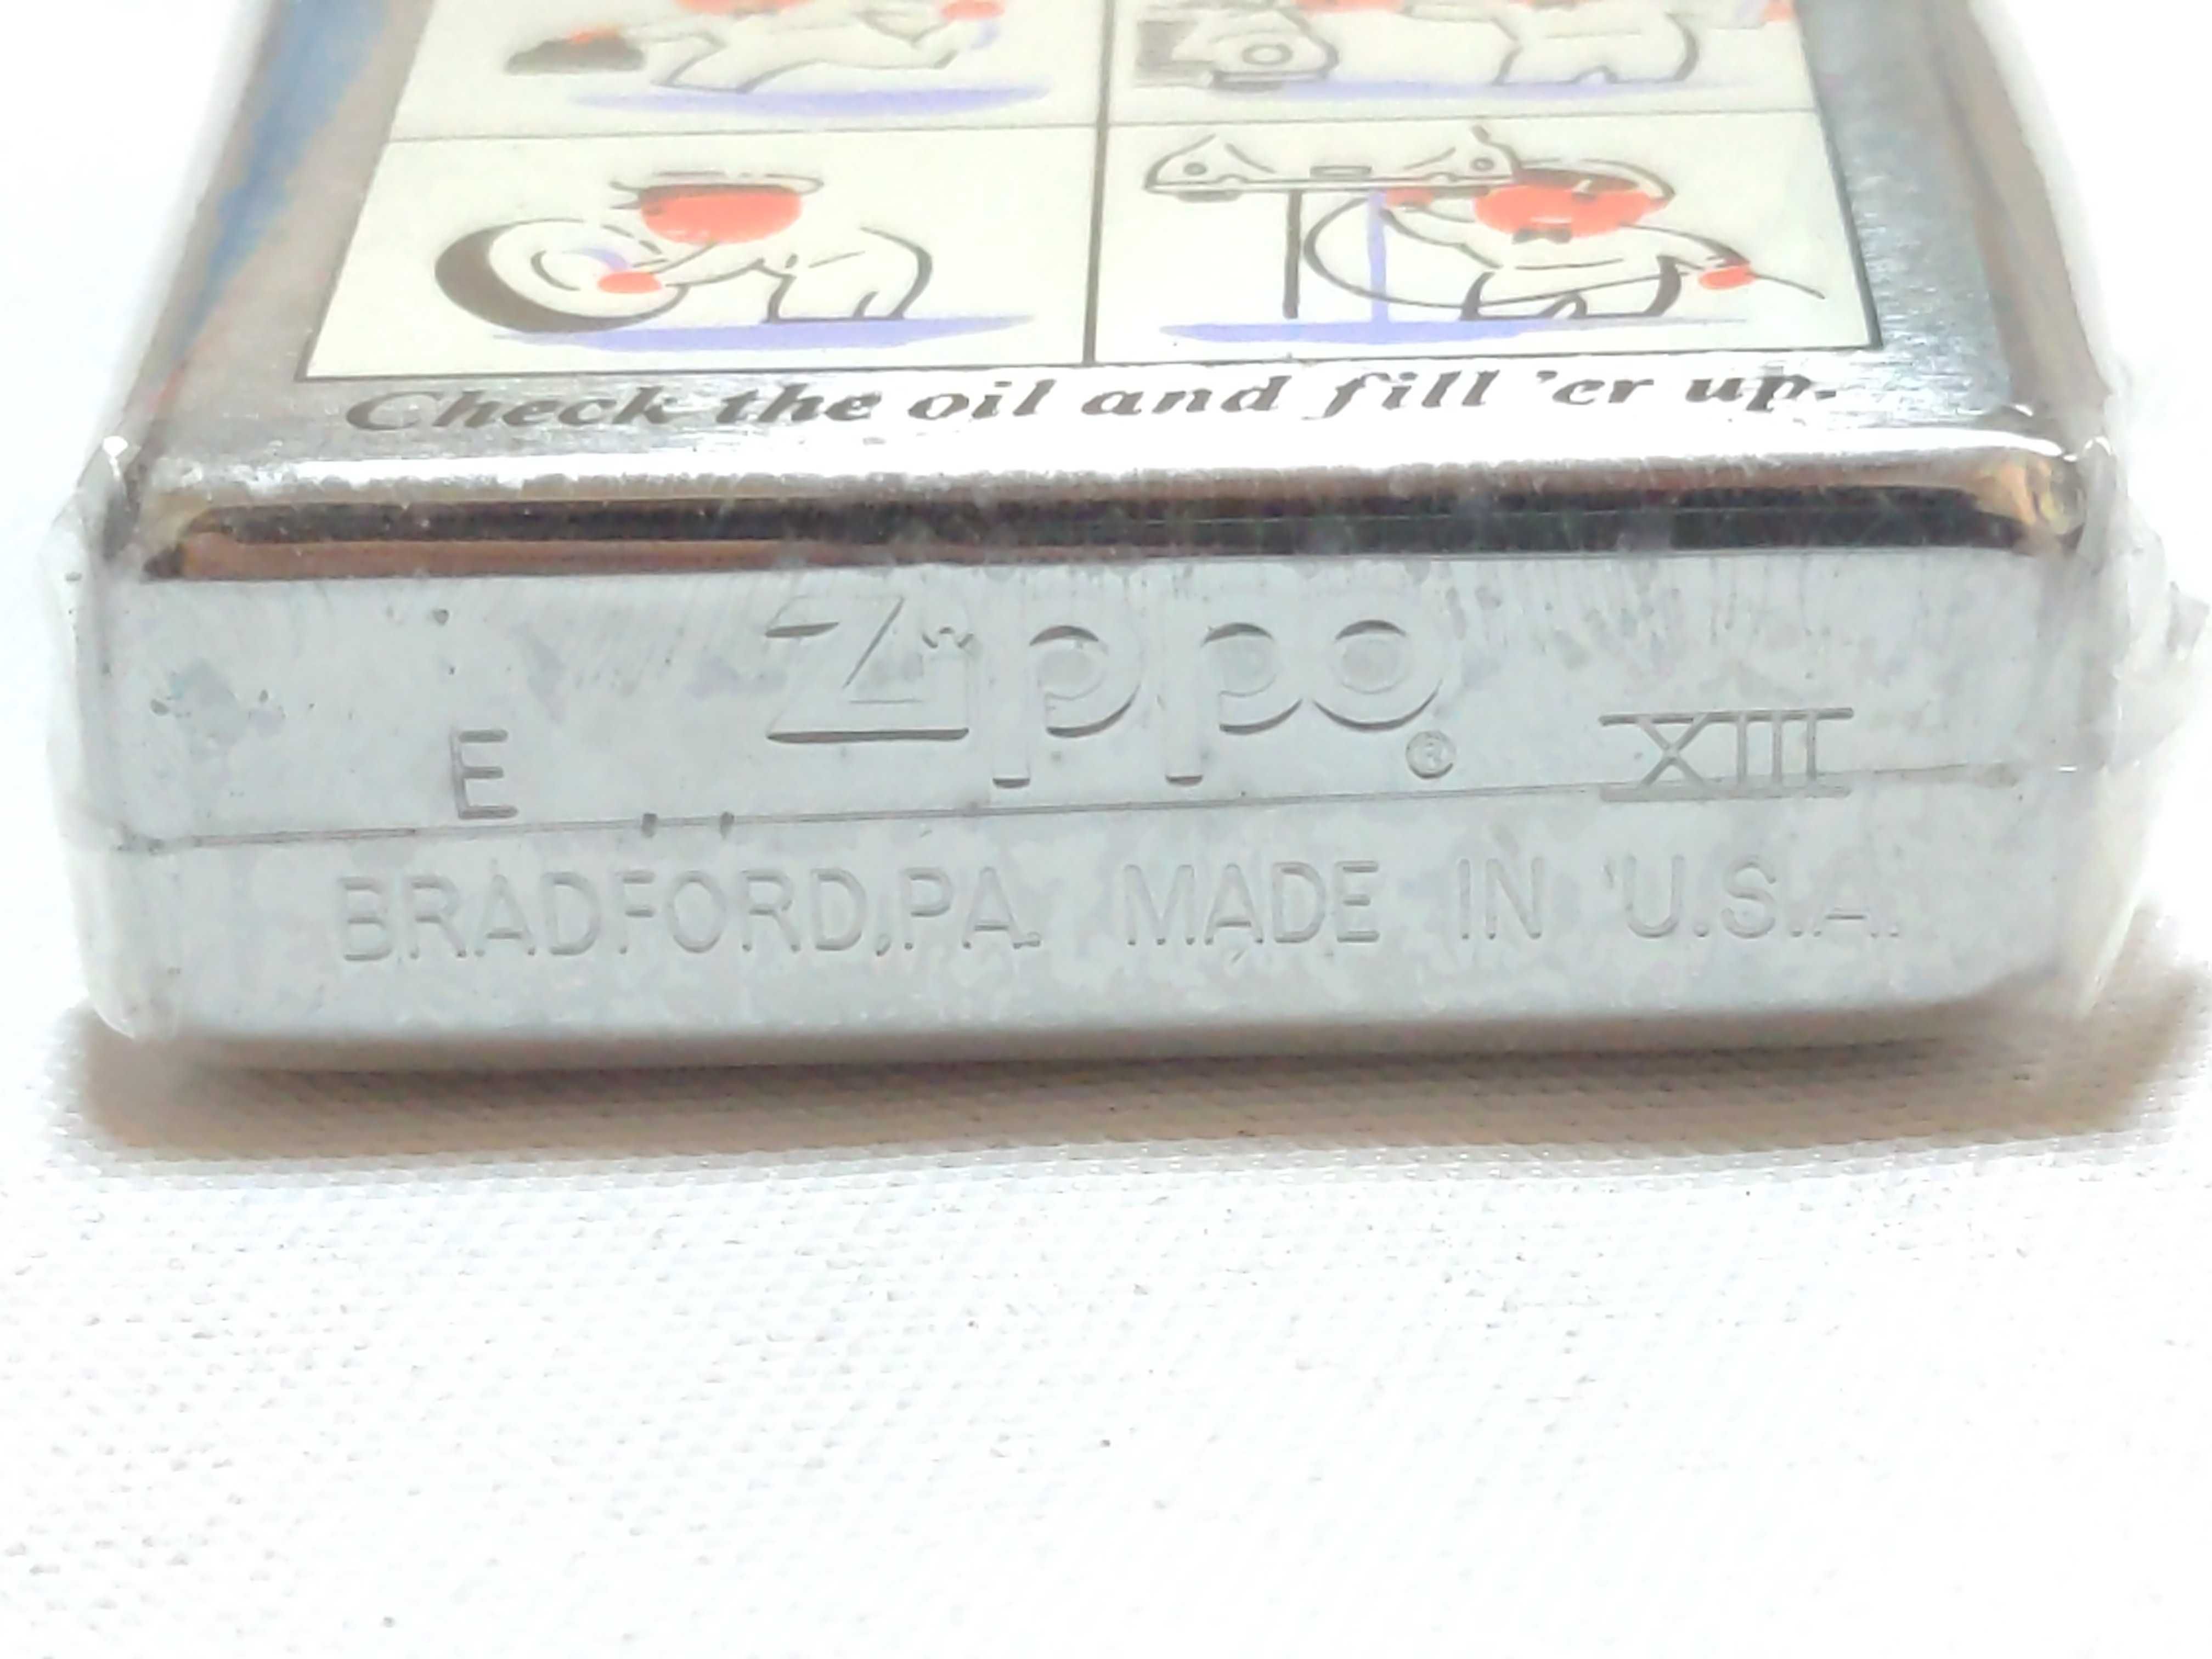 Check the oil and fill 'er up.
Zippo®
E XIII
BRADFORD,PA. MADE IN U.S.A.